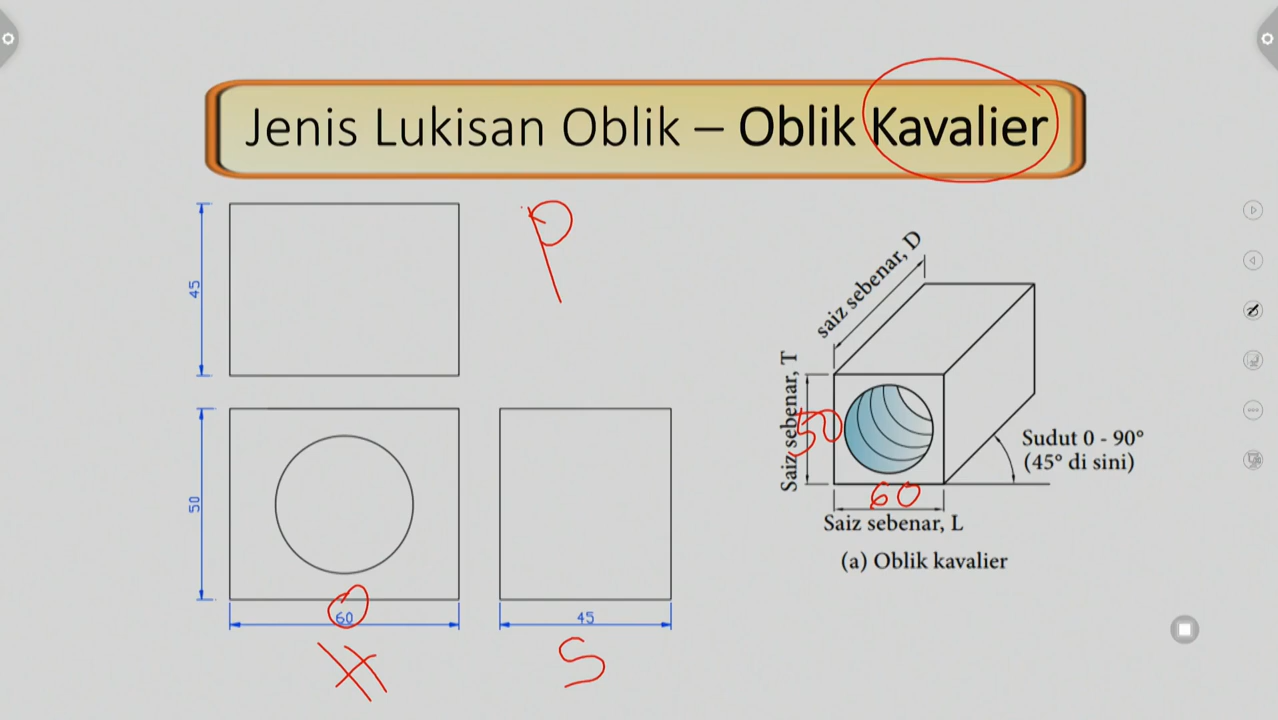 Jenis Lukisan Oblik – Oblik Kavalier
45
P
50
60
H
45
S
saiz sebenar, D
Saiz sebenar, T
50
60
Saiz sebenar, L
Sudut 0 - 90°
(45° di sini)
(a) Oblik kavalier